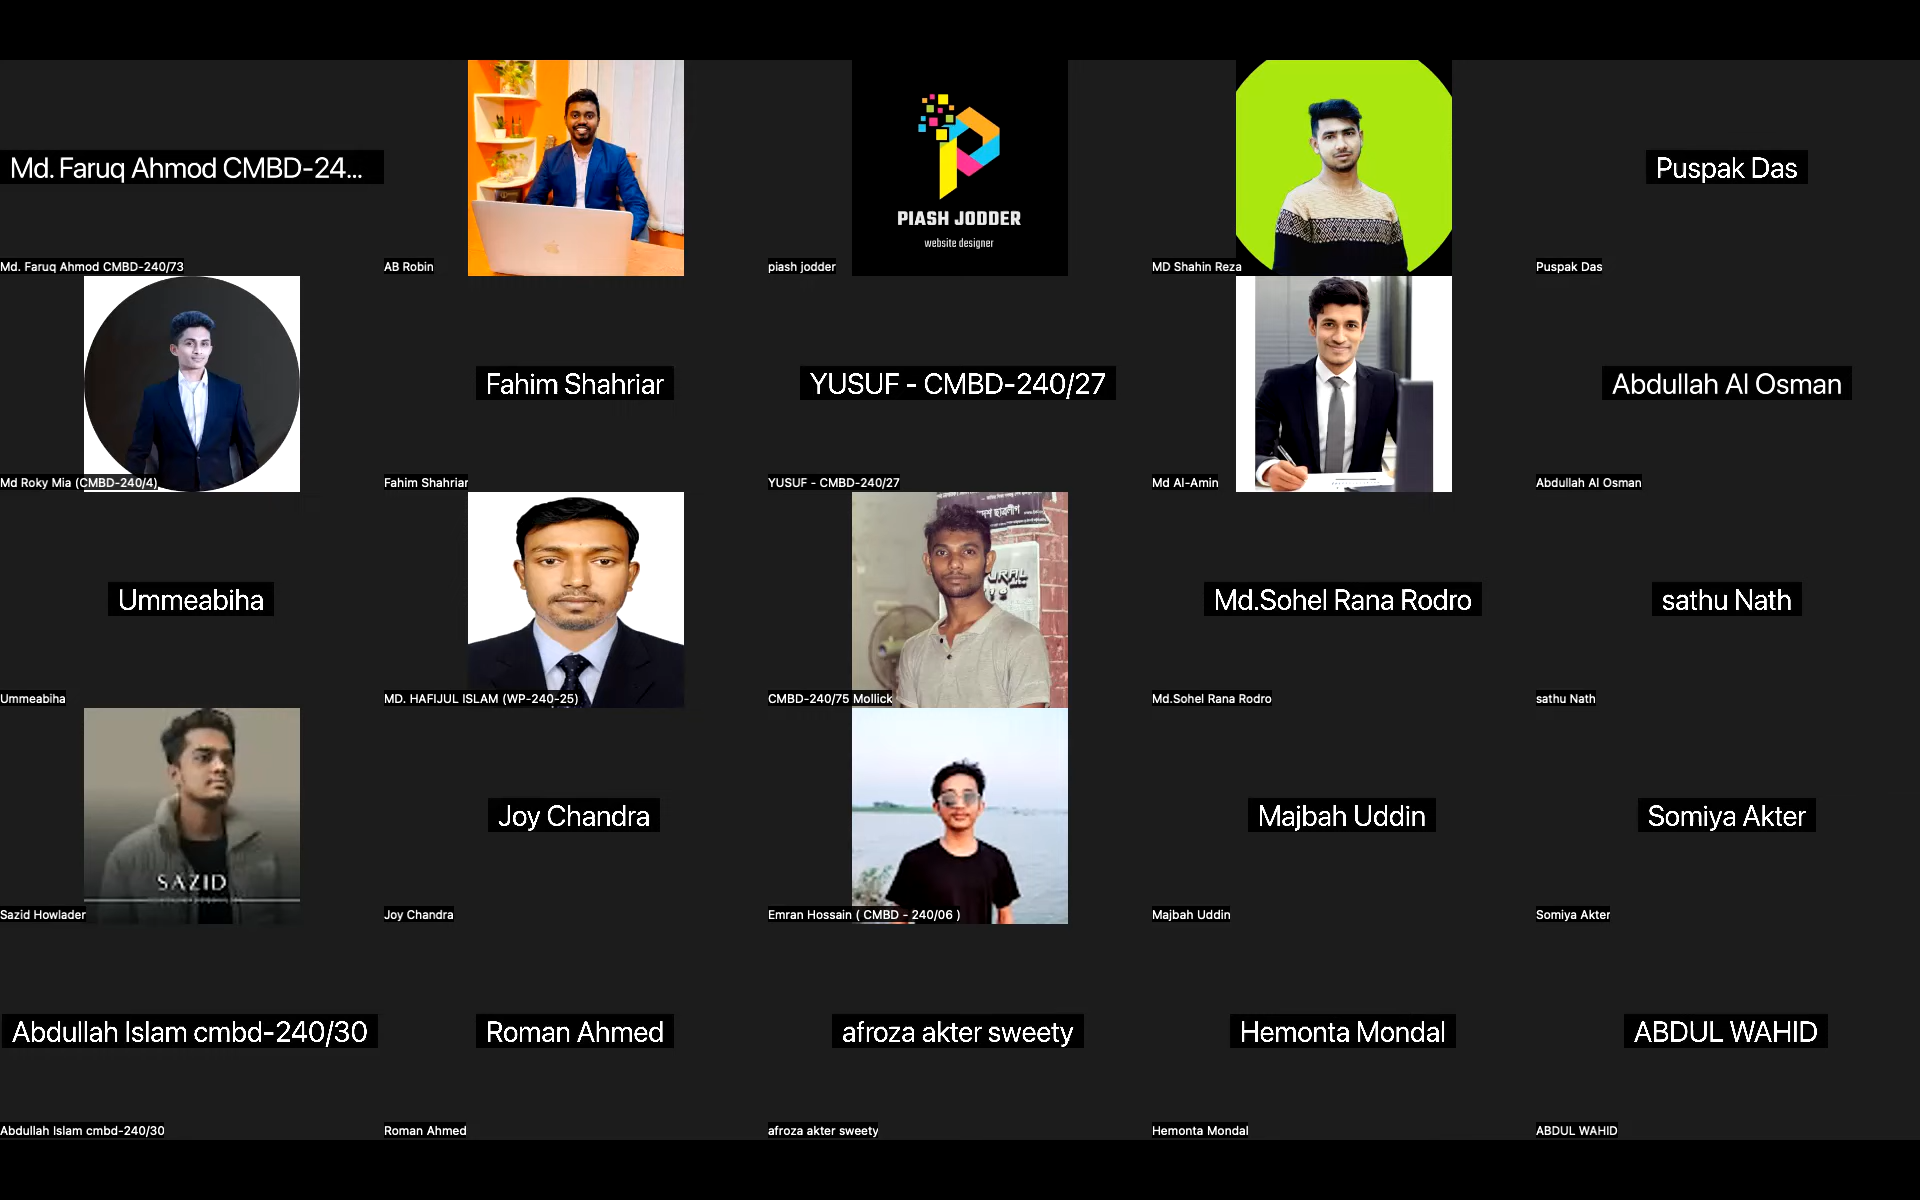 Md. Faruq Ahmod CMBD-24...
Md. Faruq Ahmod CMBD-240/73
AB Robin
PIASH JODDER
website designer
piash jodder
MD Shahin Reza
Puspak Das
Puspak Das
Md Roky Mia (CMBD-240/4)
Fahim Shahriar
Fahim Shahriar
YUSUF - CMBD-240/27
YUSUF - CMBD-240/27
Md Al-Amin
Abdullah Al Osman
Abdullah Al Osman
Ummeabiha
Ummeabiha
MD. HAFIJUL ISLAM (WP-240-25)
ছাত্রলীগ
URAL
CMBD-240/75 Mollick
Md.Sohel Rana Rodro
Md.Sohel Rana Rodro
sathu Nath
sathu Nath
SAZID
Sazid Howlader
Joy Chandra
Joy Chandra
Emran Hossain ( CMBD - 240/06 )
Majbah Uddin
Majbah Uddin
Somiya Akter
Somiya Akter
Abdullah Islam cmbd-240/30
Abdullah Islam cmbd-240/30
Roman Ahmed
Roman Ahmed
afroza akter sweety
afroza akter sweety
Hemonta Mondal
Hemonta Mondal
ABDUL WAHID
ABDUL WAHID